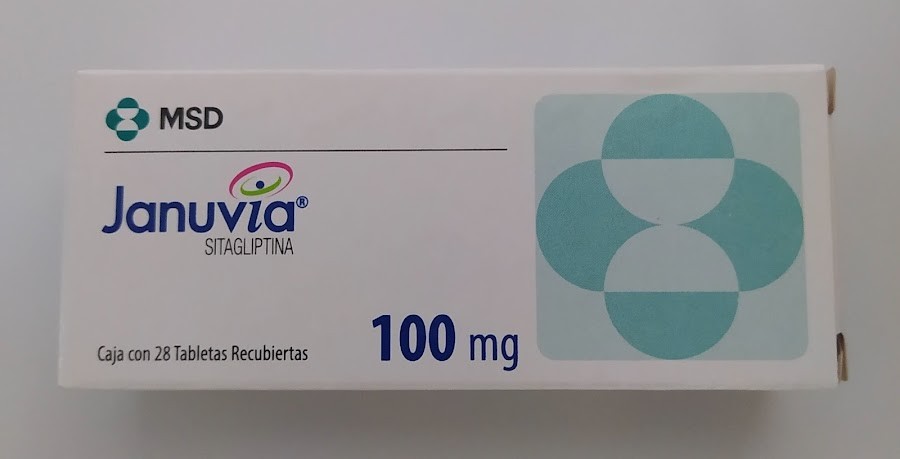 MSD
Januvia®
SITAGLIPTINA
100 mg
Caja con 28 Tabletas Recubiertas